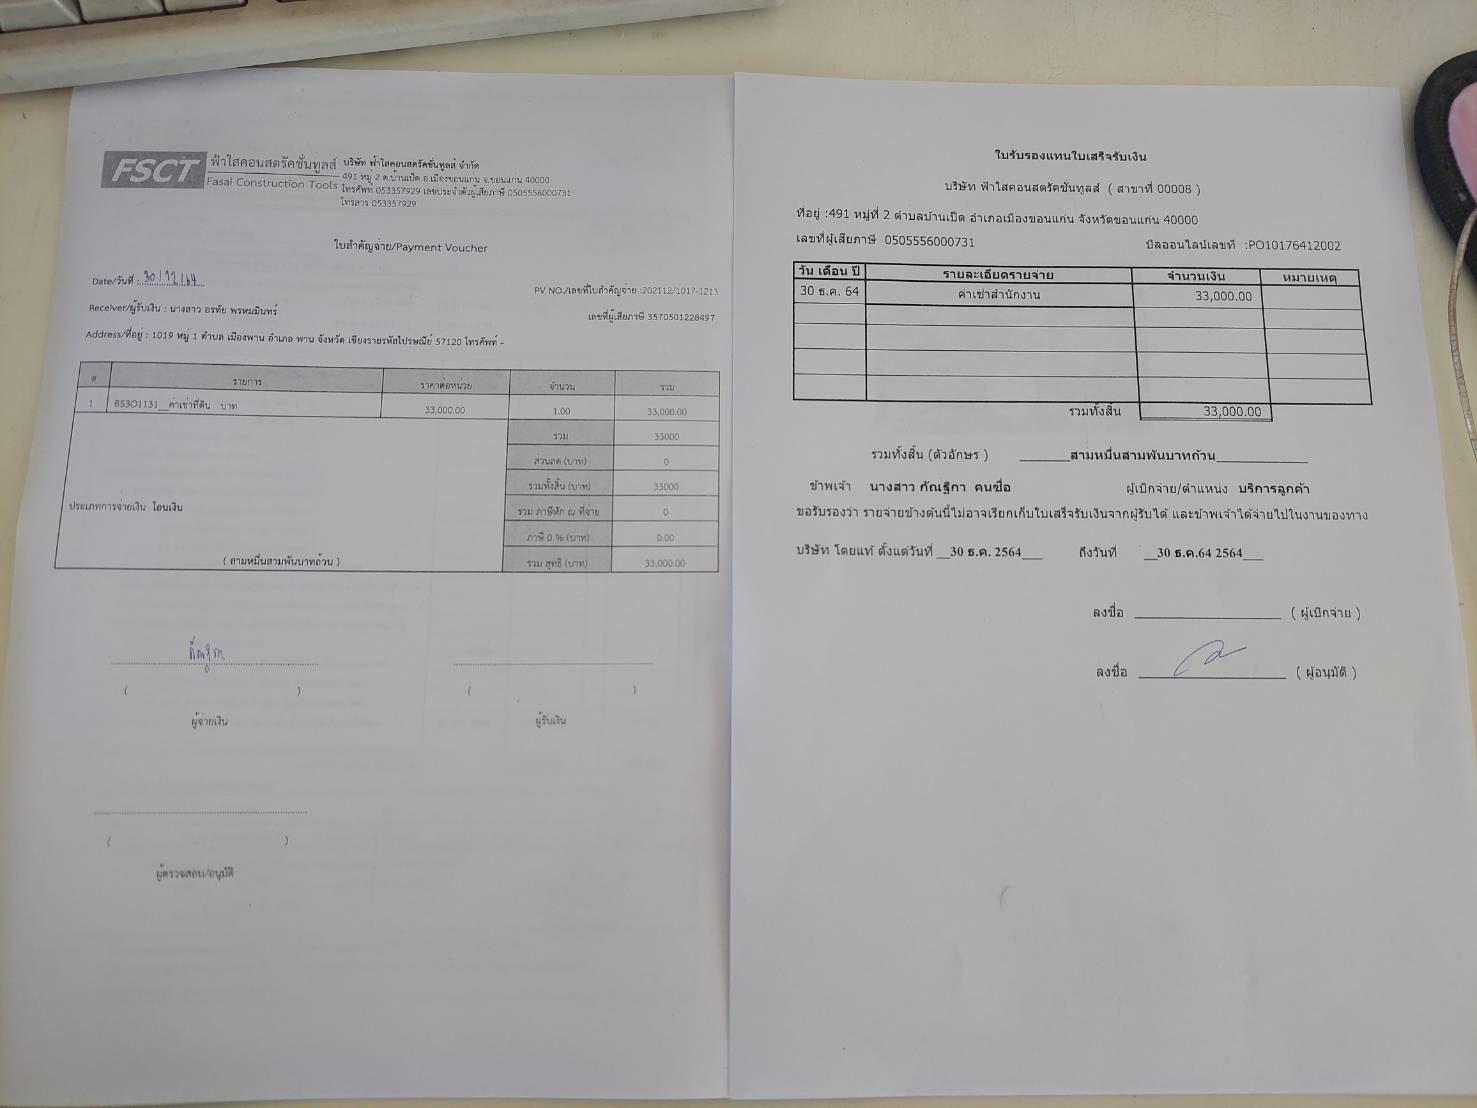 FSCT
ฟ้าใสคอนสตรัคชั่นทูลส์
Fasai Construction Tools
บริษัท ฟ้าใสคอนสตรัคชั่นทูลส์ จำกัด
491 หมู่ 2 ต.บ้านเป็ด อ.เมืองขอนแก่น จ.ขอนแก่น 40000
โทรศัพท์ 053357929 เลขประจำตัวผู้เสียภาษี 0505556000731
โทรสาร 053357929
ใบสำคัญจ่าย/Payment Voucher
Date/วันที่ : 30/12/64
PV NO./เลขที่ใบสำคัญจ่าย :202112/1017-1213
Receiver/ผู้รับเงิน : นางสาว อรทัย พรหมมินทร์
เลขที่ผู้เสียภาษี 3570501228497
Address/ที่อยู่ : 1019 หมู่ 1 ตำบล เมืองพาน อำเภอ พาน จังหวัด เชียงรายรหัสไปรษณีย์ 57120 โทรศัพท์ -
# รายการ ราคาต่อหน่วย จำนวน รวม
1 B5301131__ค่าเช่าที่ดิน บาท 33,000.00 1.00 33,000.00
รวม 33000
ส่วนลด (บาท) 0
รวมทั้งสิ้น (บาท) 33000
ประเภทการจ่ายเงิน โอนเงิน
รวม ภาษีหัก ณ ที่จ่าย 0
ภาษี 0 % (บาท) 0.00
( สามหมื่นสามพันบาทถ้วน )
รวม สุทธิ (บาท) 33,000.00
กัณฐิกา
( ) ( )
ผู้จ่ายเงิน ผู้รับเงิน
( )
ผู้ตรวจสอบ/อนุมัติ
ใบรับรองแทนใบเสร็จรับเงิน
บริษัท ฟ้าใสคอนสตรัคชั่นทูลส์ ( สาขาที่ 00008 )
ที่อยู่ :491 หมู่ที่ 2 ตำบลบ้านเป็ด อำเภอเมืองขอนแก่น จังหวัดขอนแก่น 40000
เลขที่ผู้เสียภาษี 0505556000731 บิลออนไลน์เลขที่ :PO10176412002
วัน เดือน ปี รายละเอียดรายจ่าย จำนวนเงิน หมายเหตุ
30 ธ.ค. 64 ค่าเช่าสำนักงาน 33,000.00
รวมทั้งสิ้น 33,000.00
รวมทั้งสิ้น (ตัวอักษร ) ________สามหมื่นสามพันบาทถ้วน________
ข้าพเจ้า นางสาว กัณฐิกา คนซื่อ ผู้เบิกจ่าย/ตำแหน่ง บริการลูกค้า
ขอรับรองว่า รายจ่ายข้างต้นนี้ไม่อาจเรียกเก็บใบเสร็จรับเงินจากผู้รับได้ และข้าพเจ้าได้จ่ายไปในงานของทาง
บริษัท โดยแท้ ตั้งแต่วันที่ __30 ธ.ค. 2564___ ถึงวันที่ __30 ธ.ค.64 2564___
ลงชื่อ ____________________ ( ผู้เบิกจ่าย )
ลงชื่อ ____________________ ( ผู้อนุมัติ )